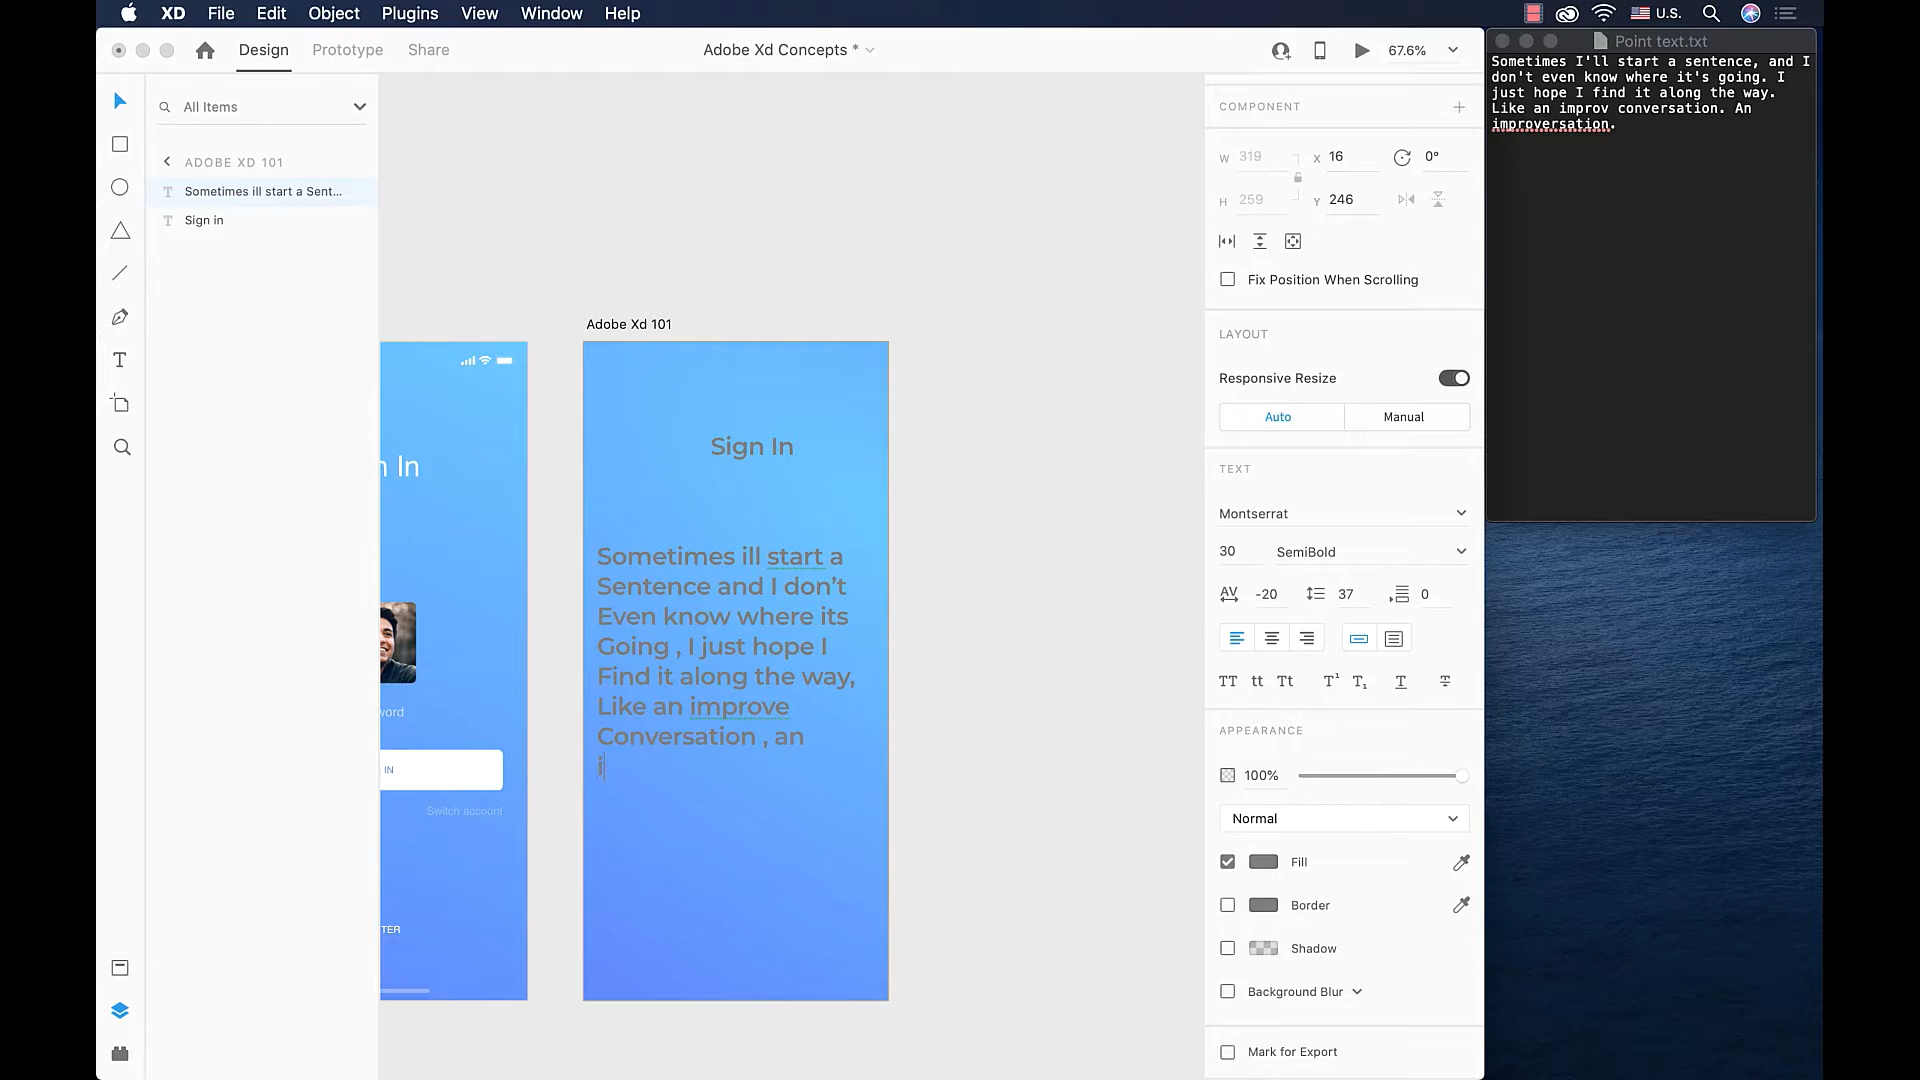 XD File Edit Object Plugins View Window Help U.S.
Design Prototype Share Adobe Xd Concepts * 67.6%
Point text.txt
Sometimes I'll start a sentence, and I
don't even know where it's going. I
just hope I find it along the way.
Like an improv conversation. An
improversation.
All Items
ADOBE XD 101
Sometimes ill start a Sent...
Sign in
n In
word
IN
Switch account
TER
Adobe Xd 101
Sign In
Sometimes ill start a
Sentence and I don’t
Even know where its
Going , I just hope I
Find it along the way,
Like an improve
Conversation , an
i
COMPONENT
W 319 X 16 0°
H 259 Y 246
Fix Position When Scrolling
LAYOUT
Responsive Resize
Auto Manual
TEXT
Montserrat
30 SemiBold
AV -20 37 0
TT tt Tt T¹ T₁ T T
APPEARANCE
100%
Normal
Fill
Border
Shadow
Background Blur
Mark for Export